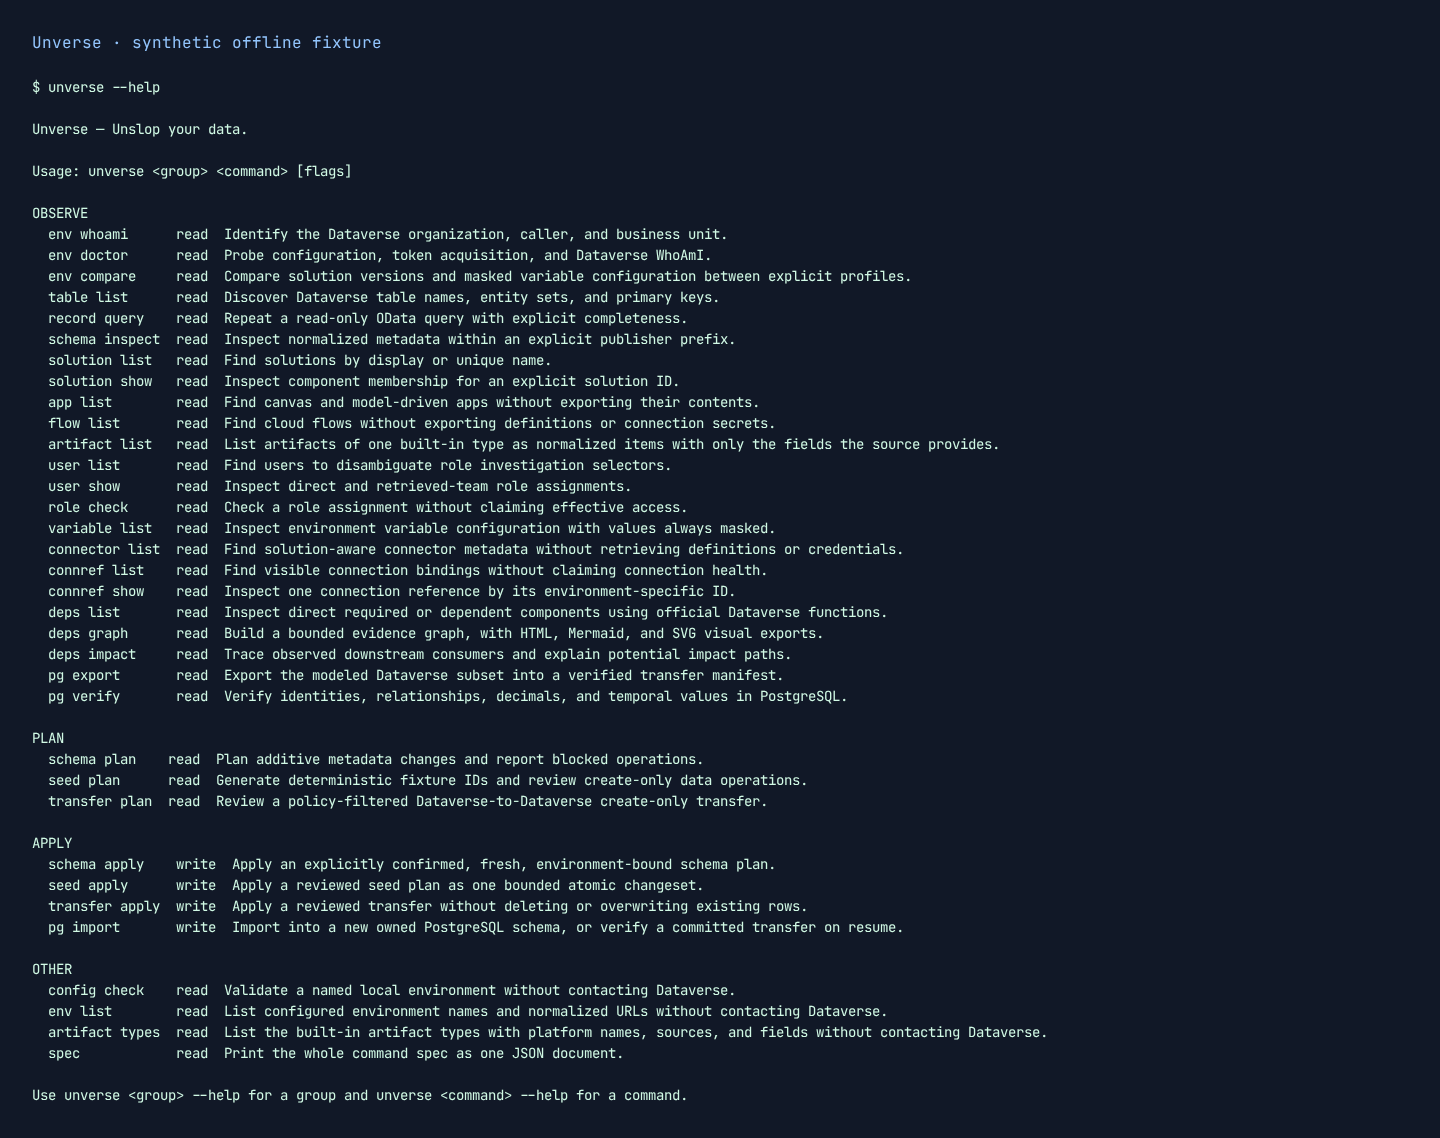 Unverse · synthetic offline fixture
$ unverse --help
Unverse — Unslop your data.
Usage: unverse <group> <command> [flags]
OBSERVE
  env whoami      read  Identify the Dataverse organization, caller, and business unit.
  env doctor      read  Probe configuration, token acquisition, and Dataverse WhoAmI.
  env compare     read  Compare solution versions and masked variable configuration between explicit profiles.
  table list      read  Discover Dataverse table names, entity sets, and primary keys.
  record query    read  Repeat a read-only OData query with explicit completeness.
  schema inspect  read  Inspect normalized metadata within an explicit publisher prefix.
  solution list   read  Find solutions by display or unique name.
  solution show   read  Inspect component membership for an explicit solution ID.
  app list        read  Find canvas and model-driven apps without exporting their contents.
  flow list       read  Find cloud flows without exporting definitions or connection secrets.
  artifact list   read  List artifacts of one built-in type as normalized items with only the fields the source provides.
  user list       read  Find users to disambiguate role investigation selectors.
  user show       read  Inspect direct and retrieved-team role assignments.
  role check      read  Check a role assignment without claiming effective access.
  variable list   read  Inspect environment variable configuration with values always masked.
  connector list  read  Find solution-aware connector metadata without retrieving definitions or credentials.
  connref list    read  Find visible connection bindings without claiming connection health.
  connref show    read  Inspect one connection reference by its environment-specific ID.
  deps list       read  Inspect direct required or dependent components using official Dataverse functions.
  deps graph      read  Build a bounded evidence graph, with HTML, Mermaid, and SVG visual exports.
  deps impact     read  Trace observed downstream consumers and explain potential impact paths.
  pg export       read  Export the modeled Dataverse subset into a verified transfer manifest.
  pg verify       read  Verify identities, relationships, decimals, and temporal values in PostgreSQL.
PLAN
  schema plan    read  Plan additive metadata changes and report blocked operations.
  seed plan      read  Generate deterministic fixture IDs and review create-only data operations.
  transfer plan  read  Review a policy-filtered Dataverse-to-Dataverse create-only transfer.
APPLY
  schema apply    write  Apply an explicitly confirmed, fresh, environment-bound schema plan.
  seed apply      write  Apply a reviewed seed plan as one bounded atomic changeset.
  transfer apply  write  Apply a reviewed transfer without deleting or overwriting existing rows.
  pg import       write  Import into a new owned PostgreSQL schema, or verify a committed transfer on resume.
OTHER
  config check    read  Validate a named local environment without contacting Dataverse.
  env list        read  List configured environment names and normalized URLs without contacting Dataverse.
  artifact types  read  List the built-in artifact types with platform names, sources, and fields without contacting Dataverse.
  spec            read  Print the whole command spec as one JSON document.
Use unverse <group> --help for a group and unverse <command> --help for a command.